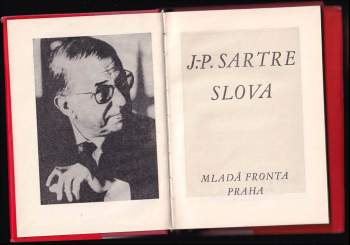 J.-P. SARTRE
SLOVA
MLADÁ FRONTA
PRAHA